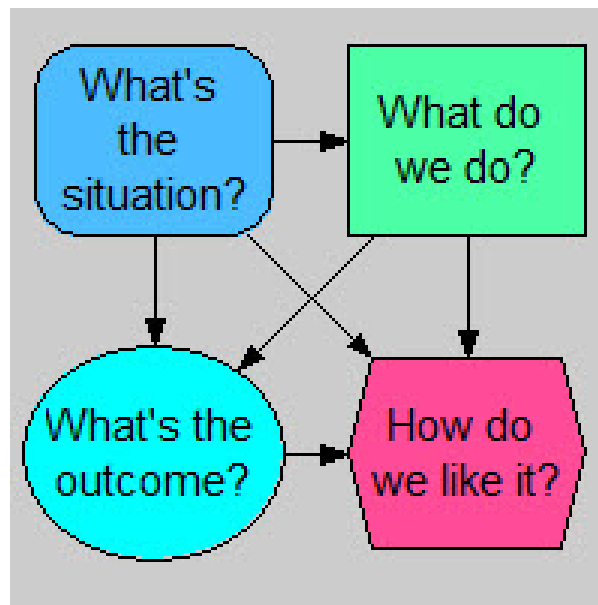 What's
the
situation?
What do
we do?
What's the
outcome?
How do
we like it?